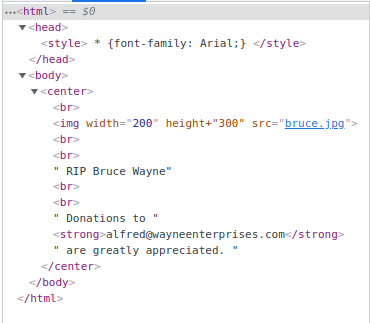 …<html> == $0
▼<head>
<style> * {font-family: Arial;} </style>
</head>
▼<body>
▼<center>
<br>
<img width="200" height+"300" src="bruce.jpg">
<br>
<br>
" RIP Bruce Wayne"
<br>
<br>
" Donations to "
<strong>alfred@wayneenterprises.com</strong>
" are greatly appreciated. "
</center>
</body>
</html>